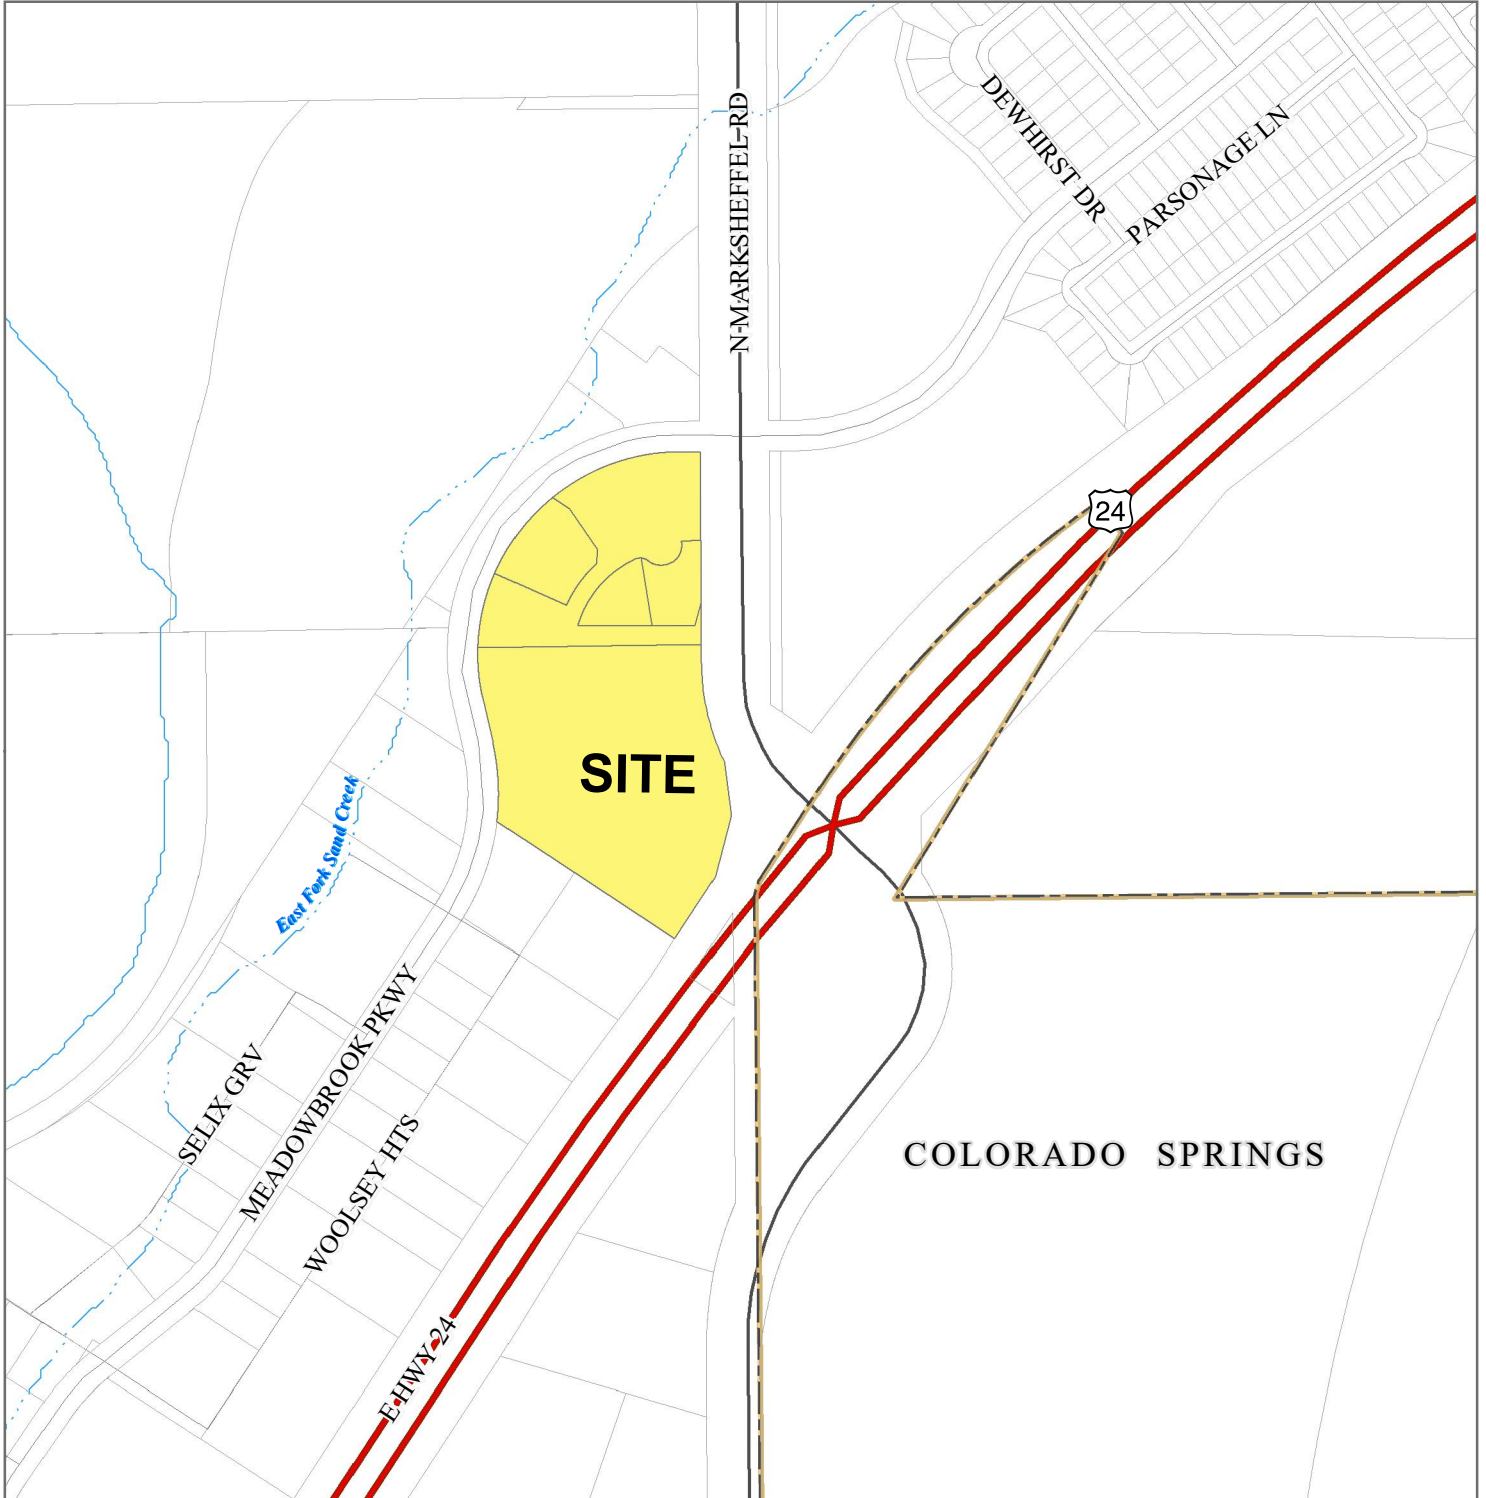 DEWHIRST DR
PARSONAGE LN
N MARKSHEFFEL RD
24
SITE
East Fork Sand Creek
MEADOWBROOK PKWY
SELIX GRV
WOOLSEY HTS
COLORADO SPRINGS
E HWY 24